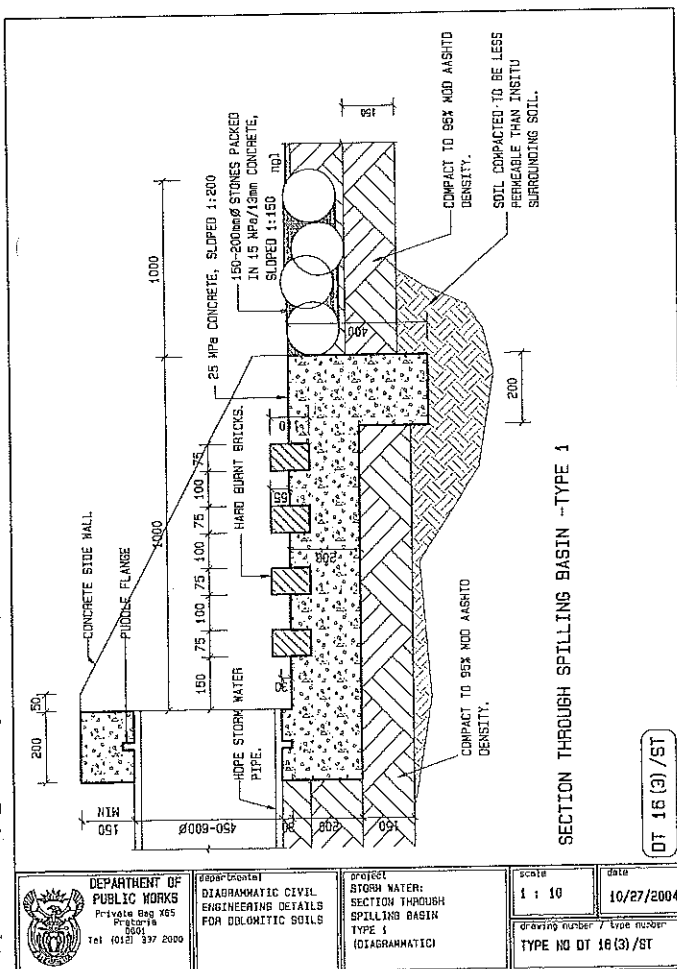 CONCRETE SIDE WALL
PUDDLE FLANGE
200
50
1000
1000
150
75
100
75
100
75
100
75
25 MPa CONCRETE, SLOPED 1:200
150-200mmØ STONES PACKED
IN 15 MPa/13mm CONCRETE,
SLOPED 1:150
ngl
HARD BURNT BRICKS.
HDPE STORM WATER
PIPE.
150
MIN
450-600Ø
200
150
200
400
150
200
COMPACT TO 95% MOD AASHTO
DENSITY.
COMPACT TO 95% MOD AASHTO
DENSITY.
SOIL COMPACTED TO BE LESS
PERMEABLE THAN INSITU
SURROUNDING SOIL.
SECTION THROUGH SPILLING BASIN -TYPE 1
DT 16(3)/ST
DEPARTMENT OF
PUBLIC WORKS
Private Bag X65
Pretoria
0001
Tel (012) 337 2000
departmental
DIAGRAMMATIC CIVIL
ENGINEERING DETAILS
FOR DOLOMITIC SOILS
project
STORM WATER:
SECTION THROUGH
SPILLING BASIN
TYPE 1
(DIAGRAMMATIC)
scale
1 : 10
date
10/27/2004
drawing number / type number
TYPE NO DT 16(3)/ST